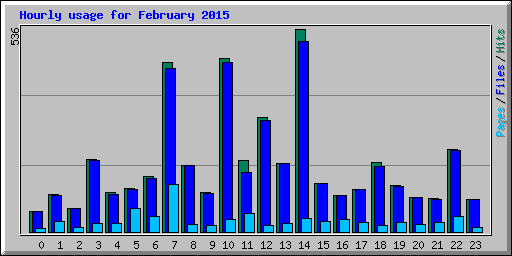 Hourly usage for February 2015
536
Pages / Files / Hits
0 1 2 3 4 5 6 7 8 9 10 11 12 13 14 15 16 17 18 19 20 21 22 23